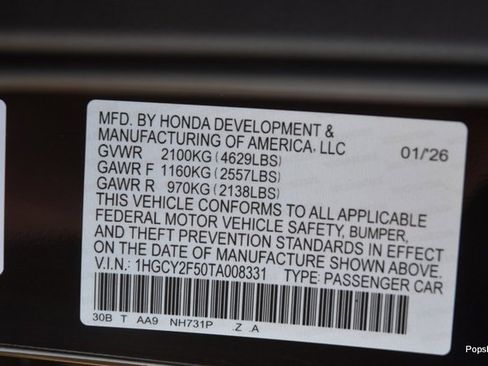 MFD. BY HONDA DEVELOPMENT &
MANUFACTURING OF AMERICA, LLC
GVWR 2100KG (4629LBS) 01/'26
GAWR F 1160KG (2557LBS)
GAWR R 970KG (2138LBS)
THIS VEHICLE CONFORMS TO ALL APPLICABLE
FEDERAL MOTOR VEHICLE SAFETY, BUMPER,
AND THEFT PREVENTION STANDARDS IN EFFECT
ON THE DATE OF MANUFACTURE SHOWN ABOVE.
V.I.N.: 1HGCY2F50TA008331 TYPE: PASSENGER CAR
30B T AA9 NH731P .Z .A